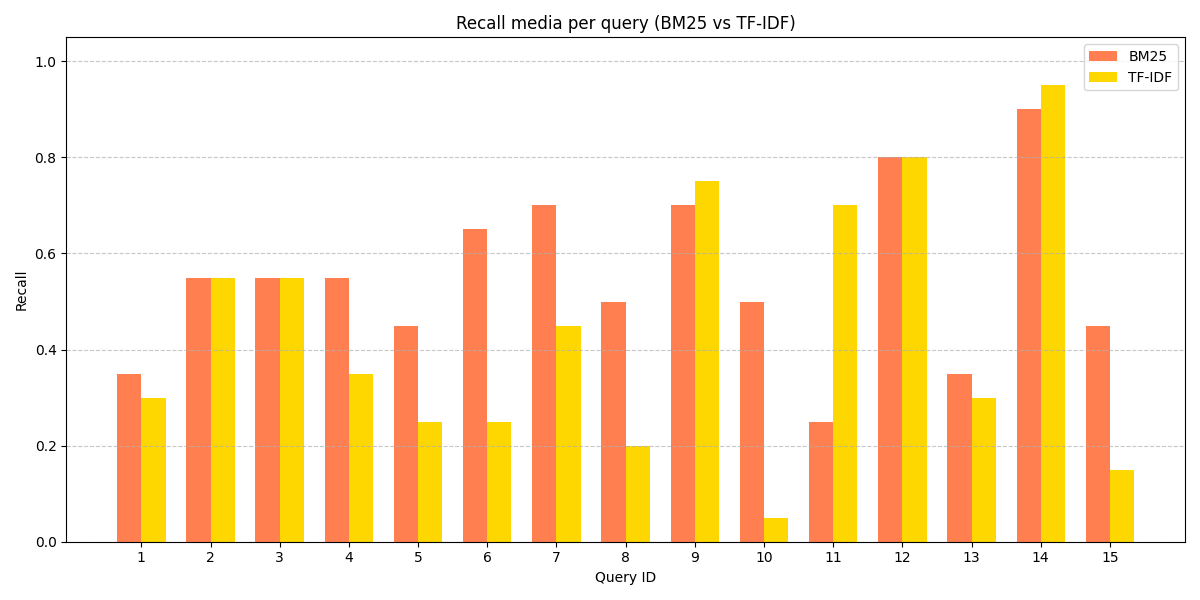 Recall media per query (BM25 vs TF-IDF)
BM25
TF-IDF
1.0
0.8
0.6
0.4
0.2
0.0
Recall
1 2 3 4 5 6 7 8 9 10 11 12 13 14 15
Query ID